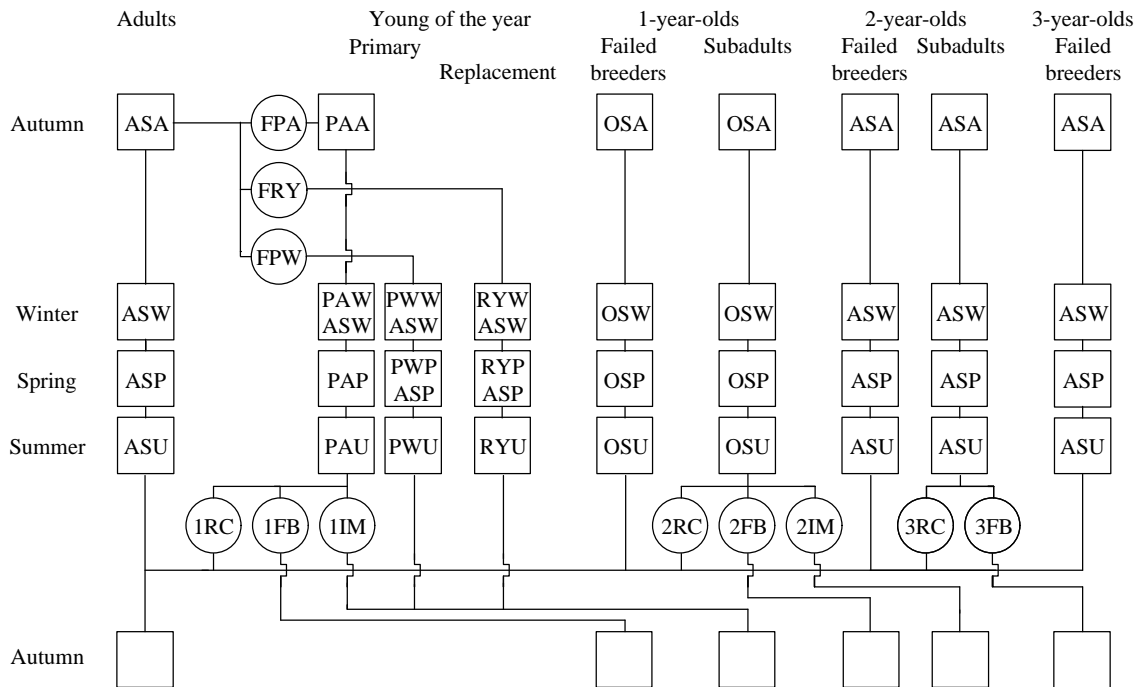 Adults Young of the year 1-year-olds 2-year-olds 3-year-olds
Primary Failed Subadults Failed Subadults Failed
Replacement breeders breeders breeders
Autumn ASA FPA PAA OSA OSA ASA ASA ASA
FRY
FPW
PAW PWW RYW
Winter ASW ASW ASW ASW OSW OSW ASW ASW ASW
PWP RYP
Spring ASP PAP ASP ASP OSP OSP ASP ASP ASP
Summer ASU PAU PWU RYU OSU OSU ASU ASU ASU
1RC 1FB 1IM 2RC 2FB 2IM 3RC 3FB
Autumn